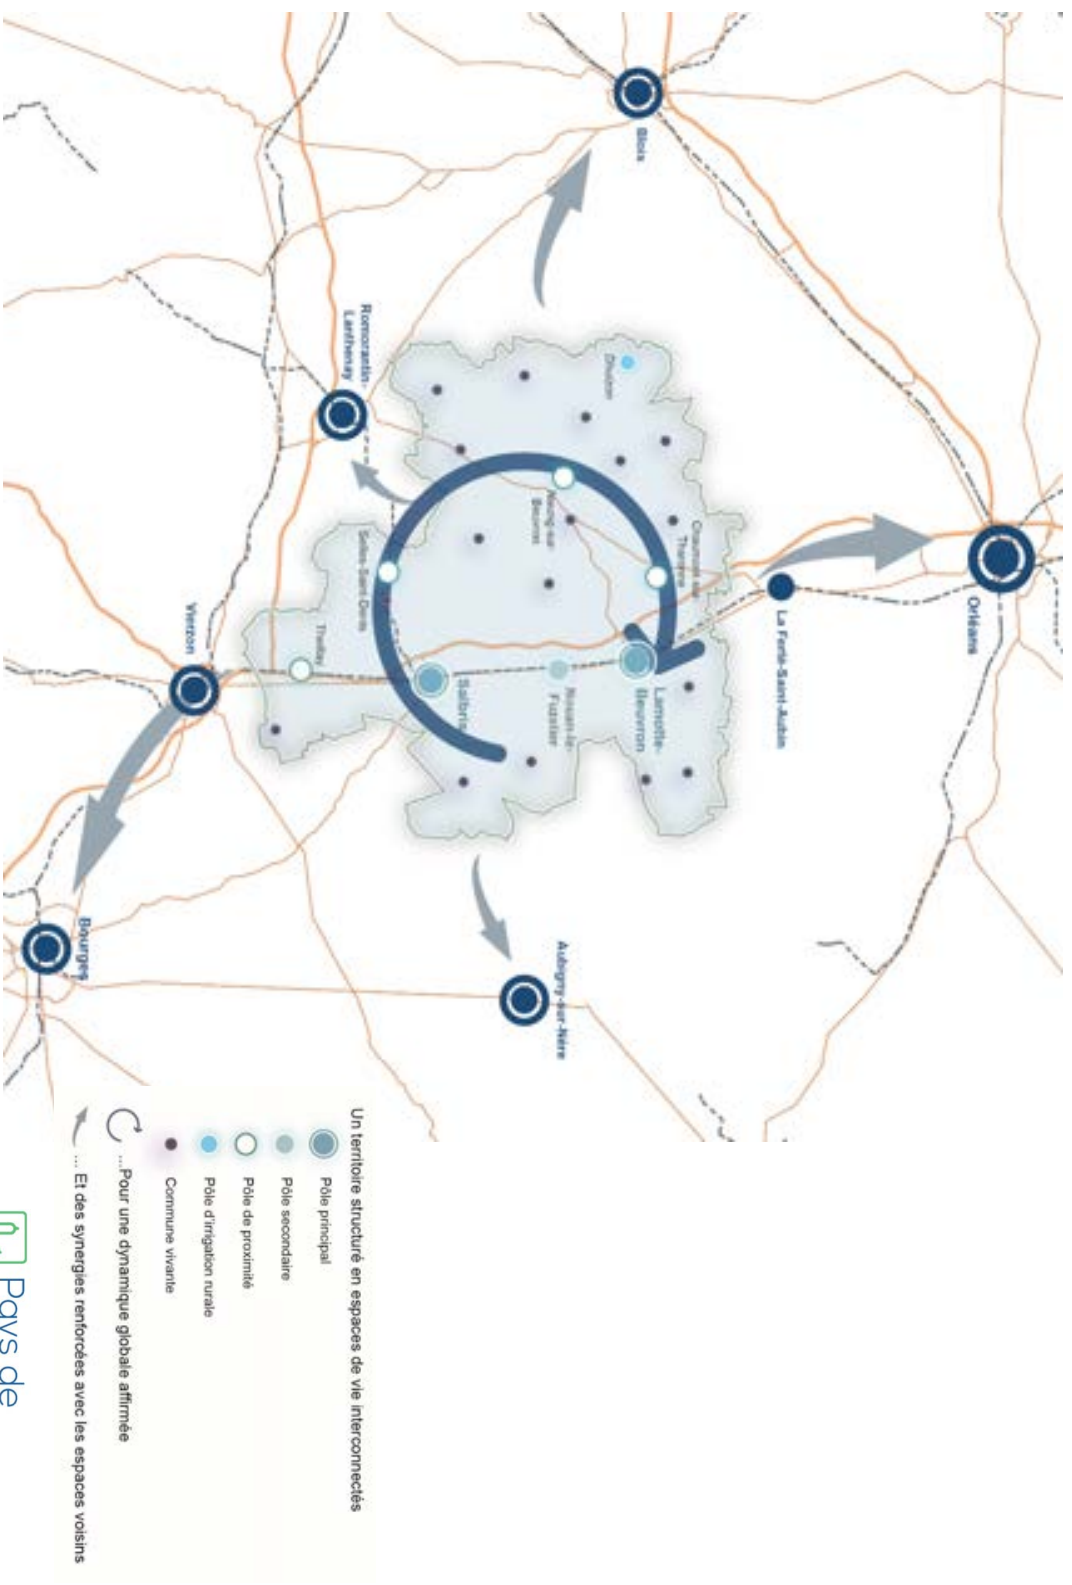 Orléans
La Ferté-Saint-Aubin
Blois
Chaumont-sur-
Tharonne
Lamotte-
Beuvron
Dhuizon
Neung-sur-
Beuvron
Nouan-le-
Fuzelier
Aubigny-sur-Nère
Romorantin-
Lanthenay
Selles-Saint-Denis
Salbris
Theillay
Vierzon
Bourges
Un territoire structuré en espaces de vie interconnectés
Pôle principal
Pôle secondaire
Pôle de proximité
Pôle d'irrigation rurale
Commune vivante
...Pour une dynamique globale affirmée
... Et des synergies renforcées avec les espaces voisins
Pays de